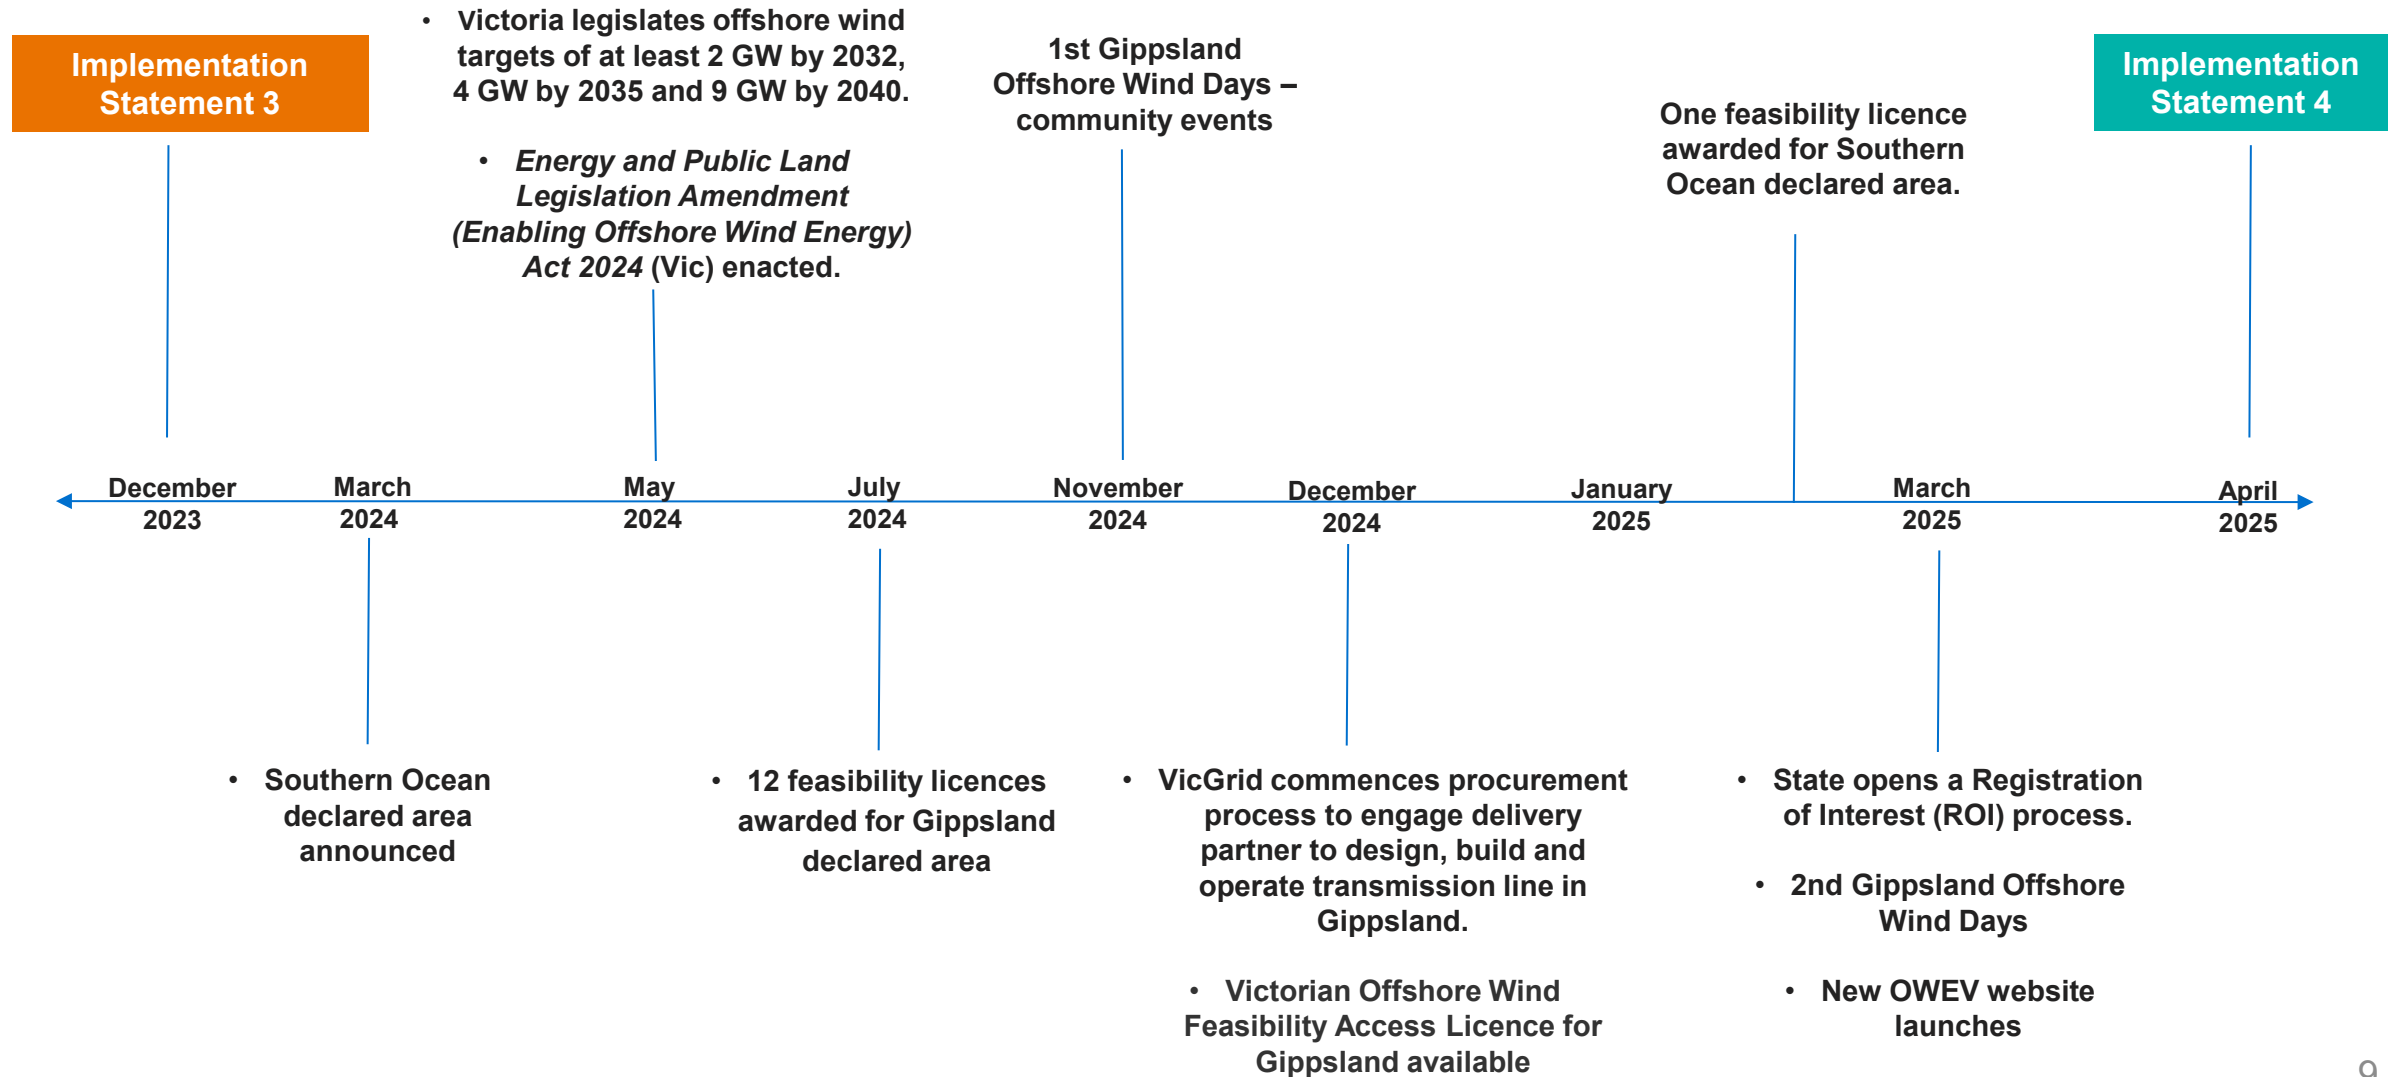 Implementation
Statement 3
• Victoria legislates offshore wind
targets of at least 2 GW by 2032,
4 GW by 2035 and 9 GW by 2040.
• Energy and Public Land
Legislation Amendment
(Enabling Offshore Wind Energy)
Act 2024 (Vic) enacted.
1st Gippsland
Offshore Wind Days –
community events
One feasibility licence
awarded for Southern
Ocean declared area.
Implementation
Statement 4
December
2023
March
2024
May
2024
July
2024
November
2024
December
2024
January
2025
March
2025
April
2025
• Southern Ocean
declared area
announced
• 12 feasibility licences
awarded for Gippsland
declared area
• VicGrid commences procurement
process to engage delivery
partner to design, build and
operate transmission line in
Gippsland.
• Victorian Offshore Wind
Feasibility Access Licence for
Gippsland available
• State opens a Registration
of Interest (ROI) process.
• 2nd Gippsland Offshore
Wind Days
• New OWEV website
launches
9